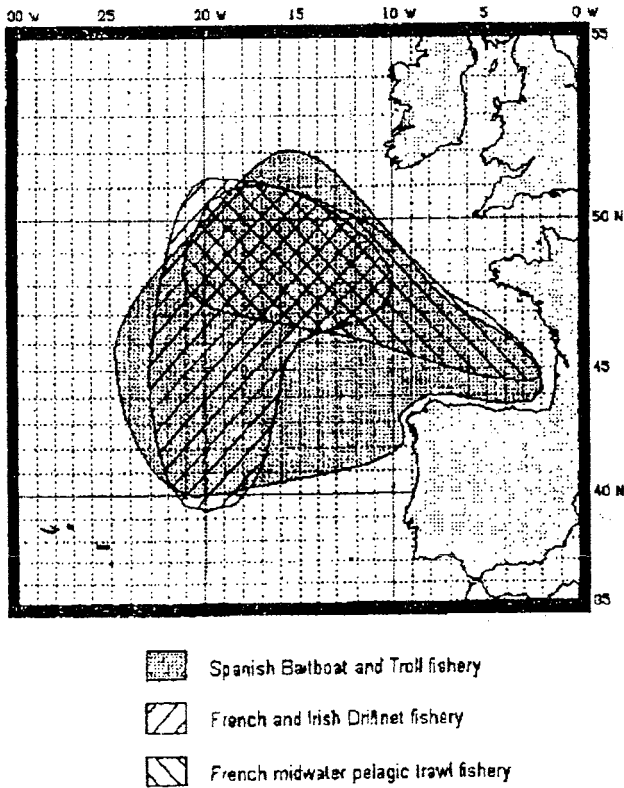 00 W 25 20 W 15 10 W 5 0 W
55
50 N
45
40 N
35
Spanish Baitboat and Troll fishery
French and Irish Driftnet fishery
French midwater pelagic trawl fishery